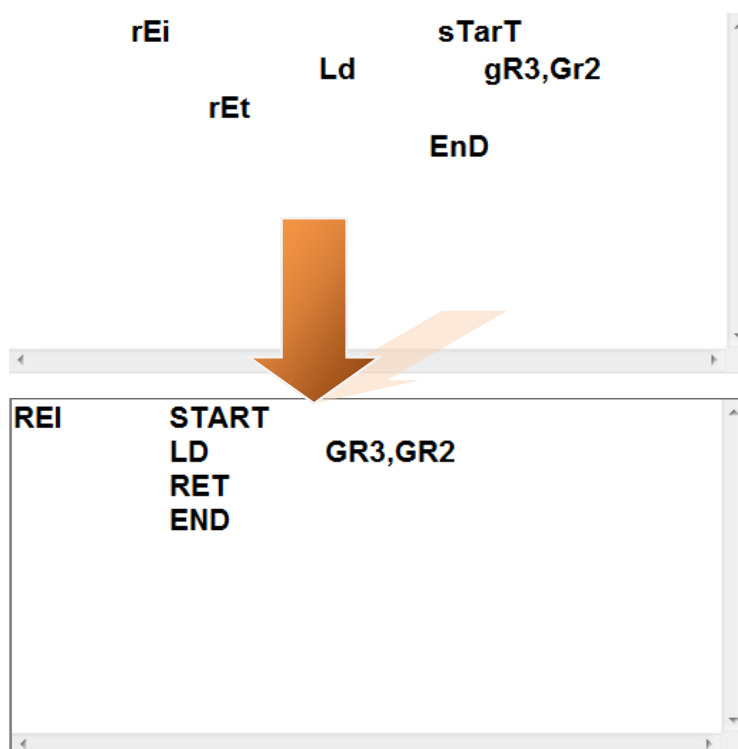 rEi sTarT
Ld gR3,Gr2
rEt
EnD
REI START
LD GR3,GR2
RET
END